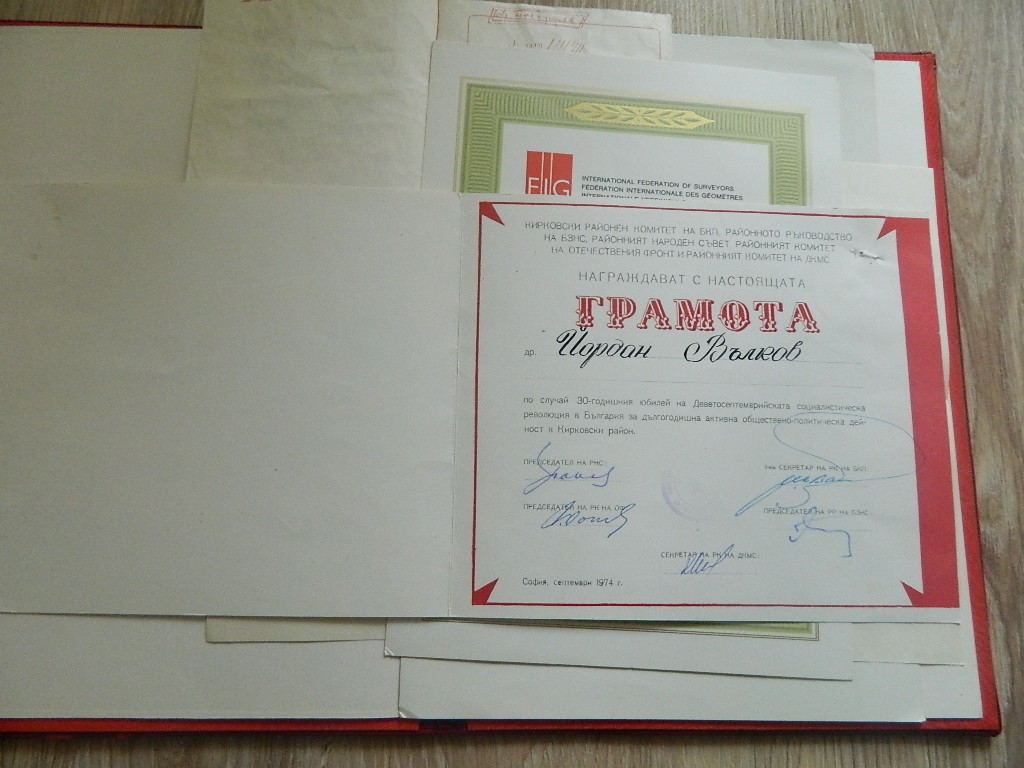 FIG
INTERNATIONAL FEDERATION OF SURVEYORS
FÉDÉRATION INTERNATIONALE DES GÉOMÈTRES
КИРКОВСКИ РАЙОНЕН КОМИТЕТ НА БКП, РАЙОННОТО РЪКОВОДСТВО
НА БЗНС, РАЙОННИЯТ НАРОДЕН СЪВЕТ, РАЙОННИЯТ КОМИТЕТ
НА ОТЕЧЕСТВЕНИЯ ФРОНТ И РАЙОННИЯТ КОМИТЕТ НА ДКМС
НАГРАЖДАВАТ С НАСТОЯЩАТА
ГРАМОТА
др. Йордан Вълков
по случай 30-годишния юбилей на Деветосептемврийската социалистическа
революция в България за дългогодишна активна обществено-политическа дей-
ност в Кирковски район.
ПРЕДСЕДАТЕЛ НА РНС:
I-ви СЕКРЕТАР НА РК НА БКП:
ПРЕДСЕДАТЕЛ НА РК НА ОФ:
ПРЕДСЕДАТЕЛ НА РР НА БЗНС:
СЕКРЕТАР НА РК НА ДКМС:
София, септември 1974 г.